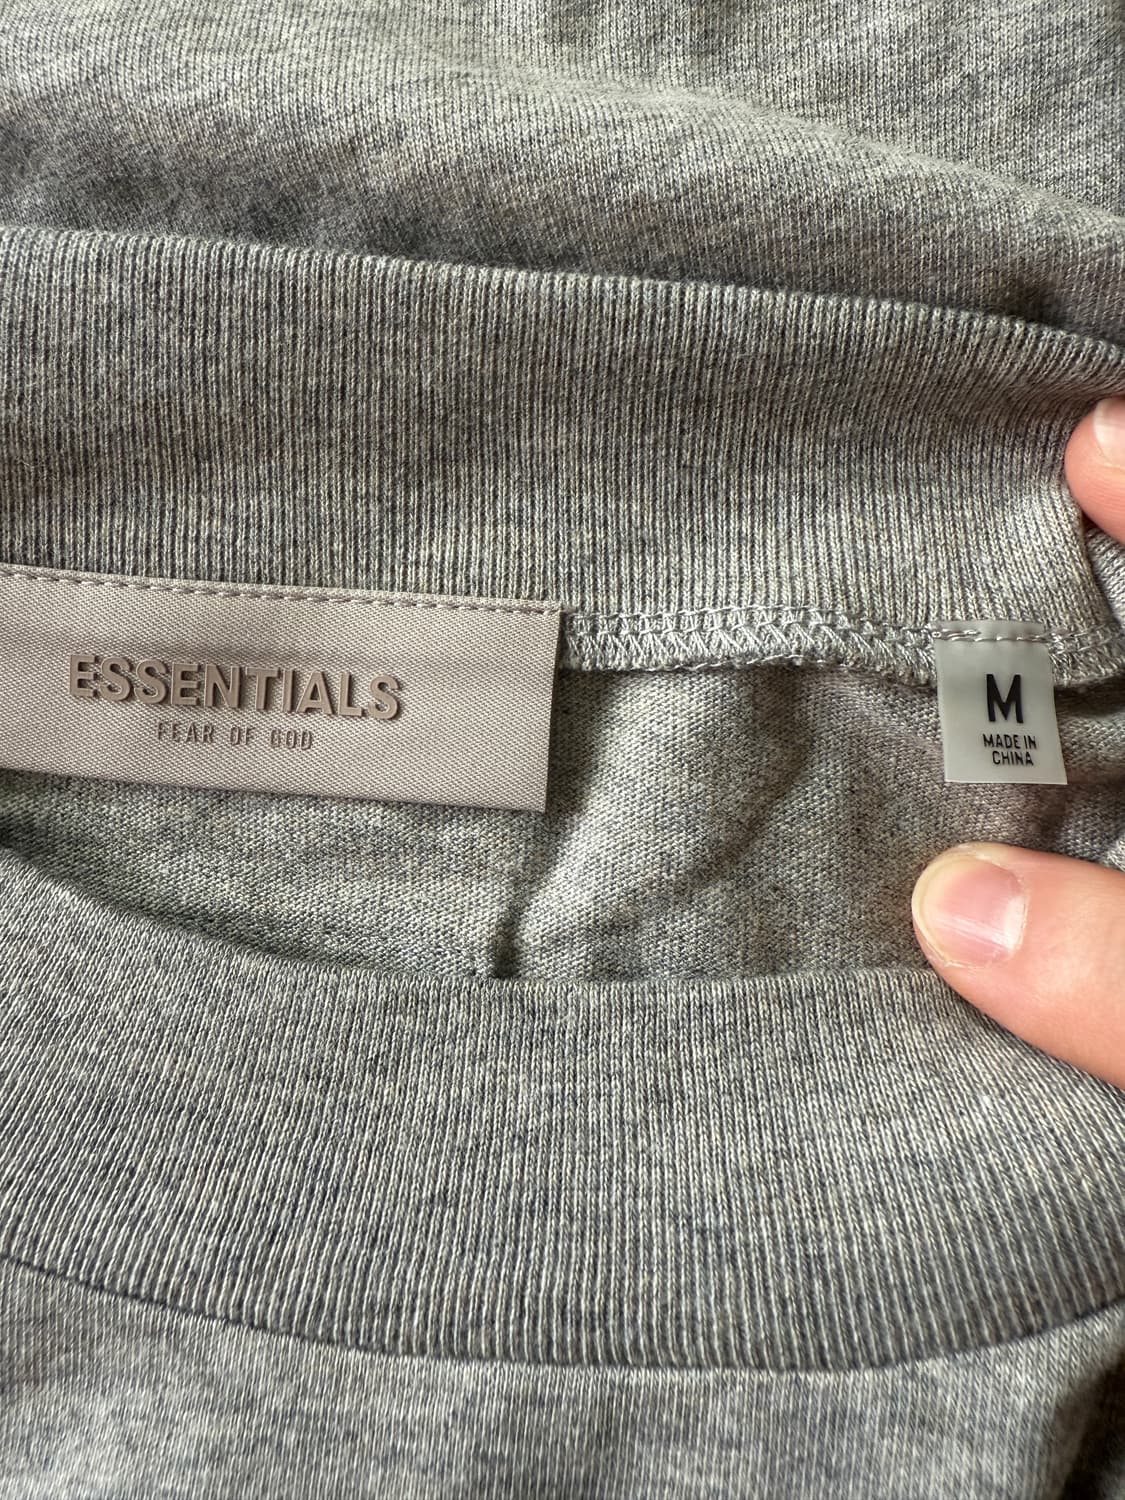 ESSENTIALS
FEAR OF GOD
M
MADE IN
CHINA